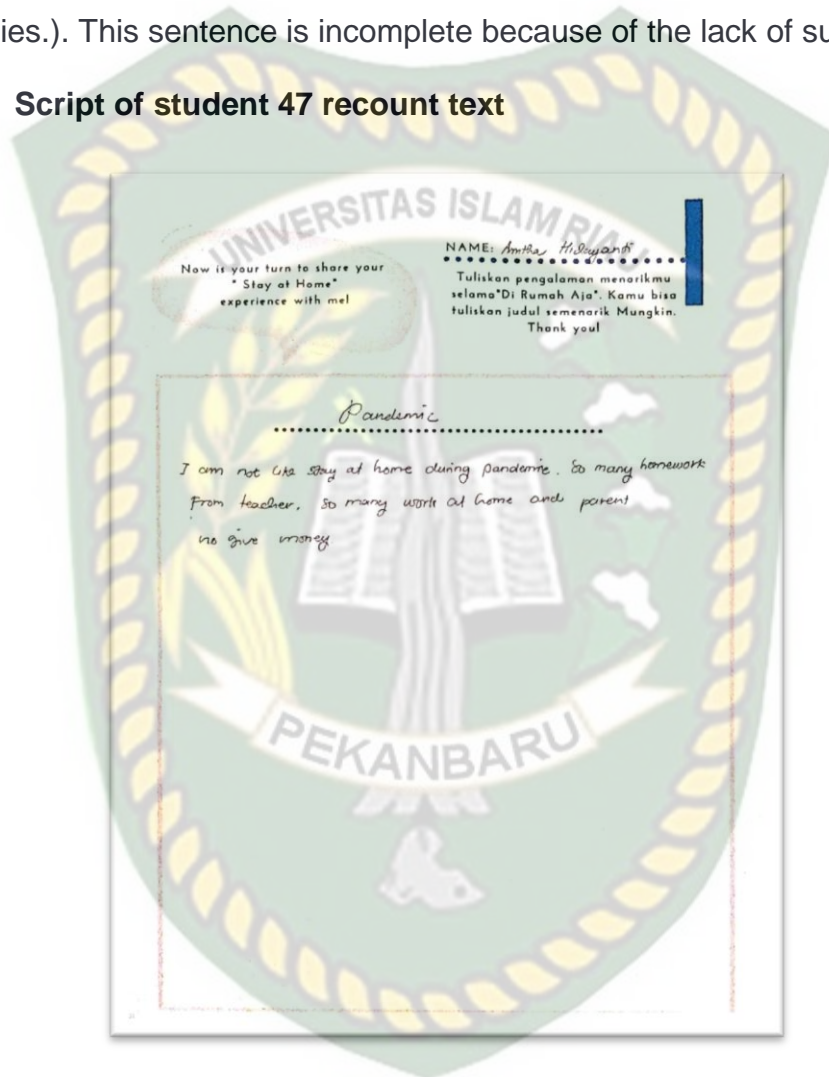 ies.). This sentence is incomplete because of the lack of su
Script of student 47 recount text
UNIVERSITAS ISLAM RIAU
NAME:
Now is your turn to share your
" Stay at Home"
experience with me!
Tuliskan pengalaman menarikmu
selama"Di Rumah Aja". Kamu bisa
tuliskan judul semenarik Mungkin.
Thank you!
Pandemic
I am not like stay at home during pandemic. So many homework
From teacher, so many work at home and parent
no give money
PEKANBARU